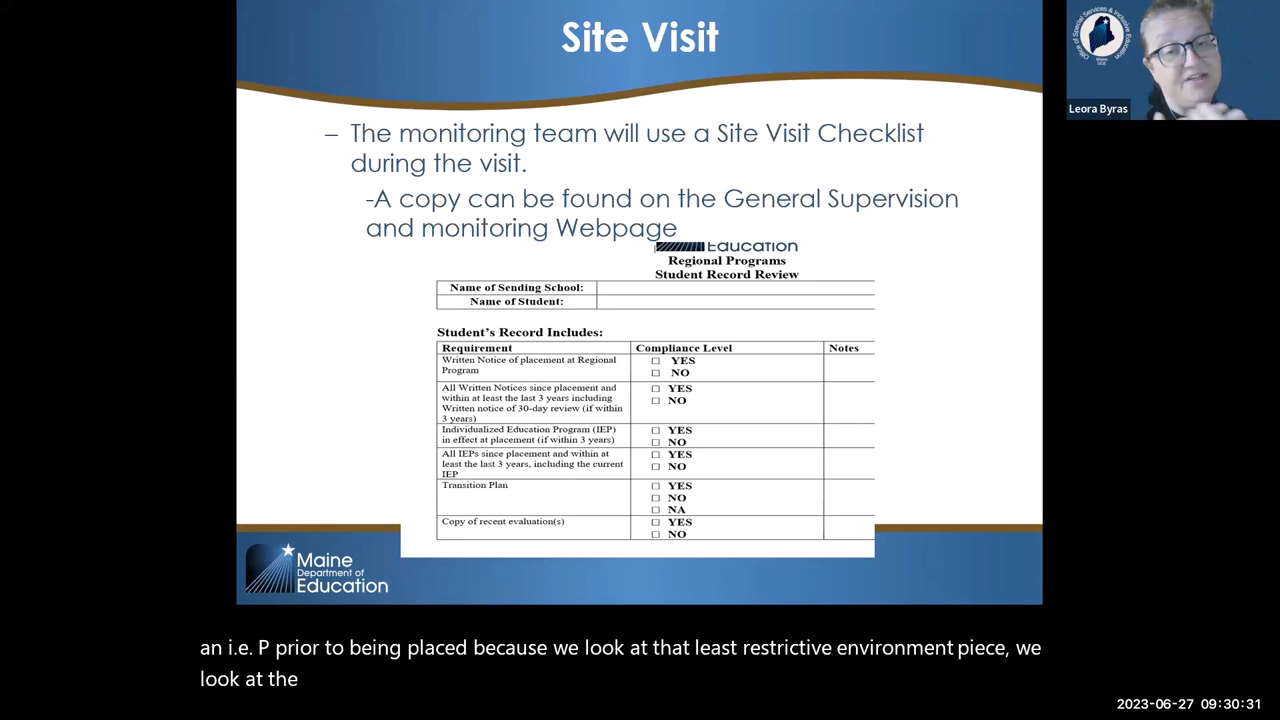 Site Visit
– The monitoring team will use a Site Visit Checklist
during the visit.
-A copy can be found on the General Supervision
and monitoring Webpage
Education
Regional Programs
Student Record Review
Name of Sending School:
Name of Student:
Student's Record Includes:
Requirement Compliance Level Notes
Written Notice of placement at Regional
Program
☐ YES
☐ NO
All Written Notices since placement and
within at least the last 3 years including
Written notice of 30-day review (if within
3 years)
☐ YES
☐ NO
Individualized Education Program (IEP)
in effect at placement (if within 3 years)
☐ YES
☐ NO
All IEPs since placement and within at
least the last 3 years, including the current
IEP
☐ YES
☐ NO
Transition Plan
☐ YES
☐ NO
☐ NA
Copy of recent evaluation(s)
☐ YES
☐ NO
Maine
Department of
Education
Office of Special Services & Inclusive Education
Maine
DOE
Leora Byras
an i.e. P prior to being placed because we look at that least restrictive environment piece, we
look at the
2023-06-27 09:30:31